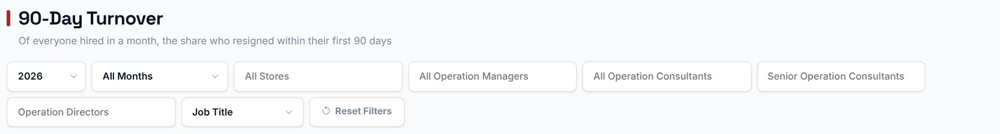 90-Day Turnover
Of everyone hired in a month, the share who resigned within their first 90 days
2026 All Months All Stores All Operation Managers All Operation Consultants Senior Operation Consultants
Operation Directors Job Title Reset Filters